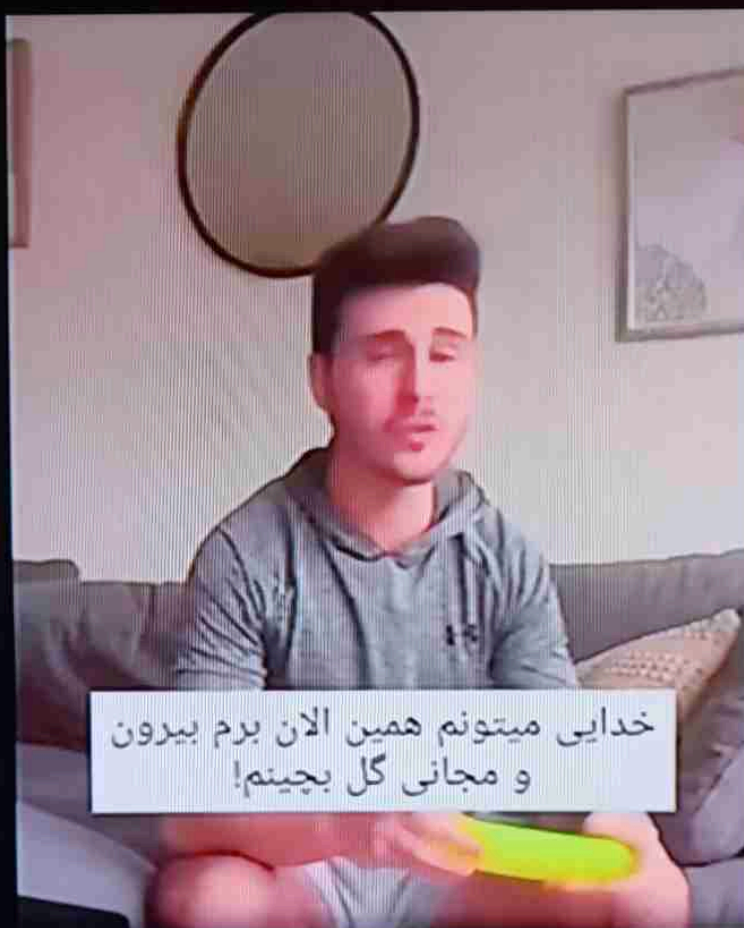 خدایی میتونم همین الان برم بیرون
و مجانی گل بچینم!